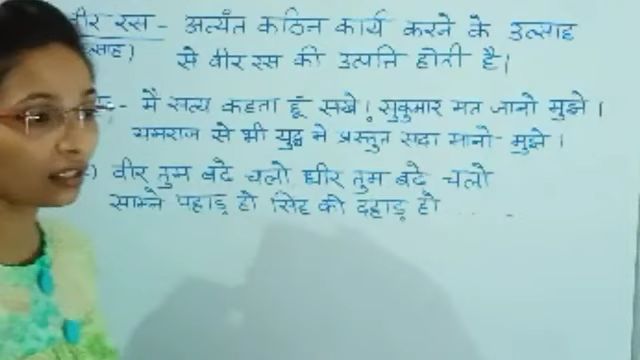 वीर रस - अत्यंत कठिन कार्य करने के उत्साह
त्साह) से वीर रस की उत्पति होती है।
- मै सत्य कहता हूँ सखे! सुकुमार मत जानो मुझे।
यमराज से भी युद्ध मे प्रस्तुत सदा मानो मुझे।
) वीर तुम बढे चलो धीर तुम बढे चलो
सामने पहाड़ हो सिंह की दहाड़ हो ....